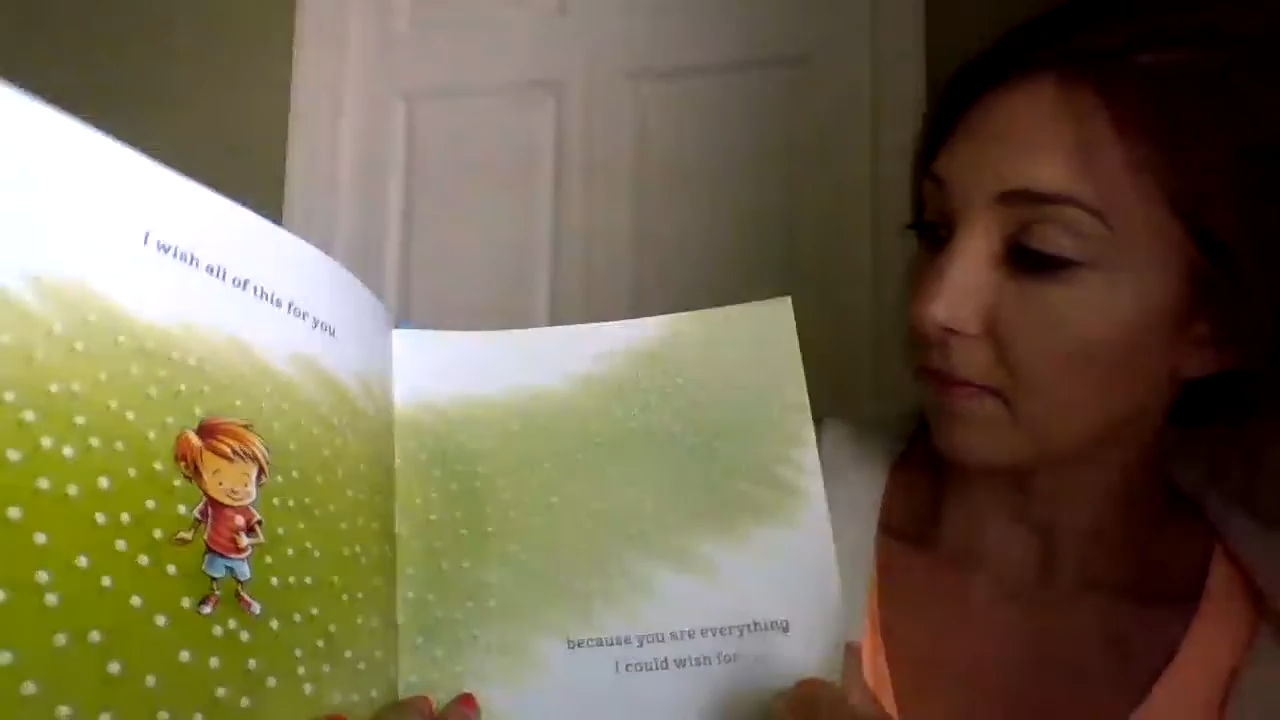 I wish all of this for you
because you are everything
I could wish for